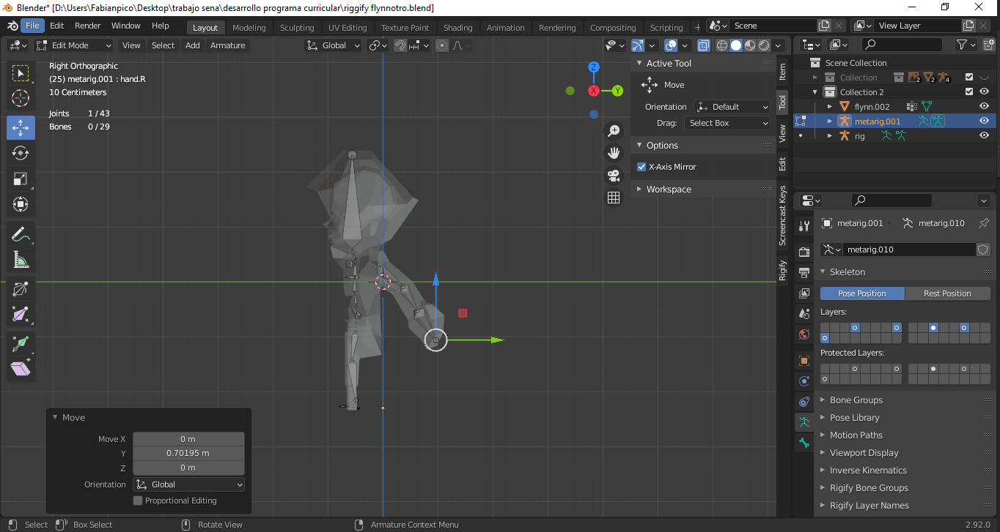 Blender* [D:\Users\Fabianpico\Desktop\trabajo sena\desarrollo programa curricular\riggify flynnotro.blend]
File Edit Render Window Help Layout Modeling Sculpting UV Editing Texture Paint Shading Animation Rendering Compositing Scripting + Scene View Layer
Edit Mode View Select Add Armature Global
Right Orthographic
(25) metarig.001 : hand.R
10 Centimeters
Joints 1 / 43
Bones 0 / 29
Z
X
Y
Active Tool
Move
Orientation Default
Drag: Select Box
Options
X-Axis Mirror
Workspace
Item
Tool
View
Edit
Screencast Keys
Rigify
Scene Collection
Collection 2 2 4
Collection 2
flynn.002
metarig.001
rig
metarig.001 metarig.010
metarig.010
Skeleton
Pose Position Rest Position
Layers:
Protected Layers:
Bone Groups
Pose Library
Motion Paths
Viewport Display
Inverse Kinematics
Rigify Bone Groups
Rigify Layer Names
Move
Move X 0 m
Y 0.70195 m
Z 0 m
Orientation Global
Proportional Editing
Select Box Select Rotate View Armature Context Menu 2.92.0